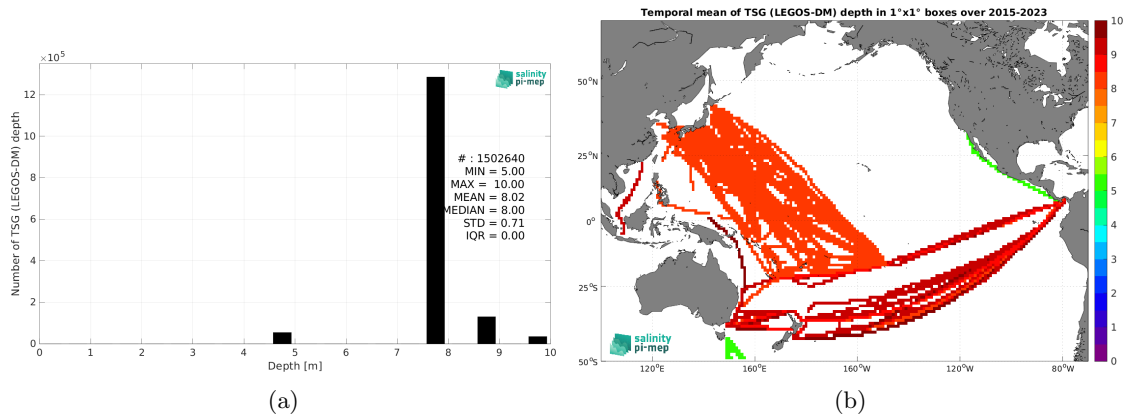 ×10⁵
12
10
8
6
4
2
0
Number of TSG (LEGOS-DM) depth
salinity
pi-mep
# : 1502640
MIN = 5.00
MAX = 10.00
MEAN = 8.02
MEDIAN = 8.00
STD = 0.71
IQR = 0.00
0 1 2 3 4 5 6 7 8 9 10
Depth [m]
(a)
Temporal mean of TSG (LEGOS-DM) depth in 1°x1° boxes over 2015-2023
50°N
25°N
0°
25°S
50°S
120°E 160°E 160°W 120°W 80°W
salinity
pi-mep
10
9
8
7
6
5
4
3
2
1
0
(b)